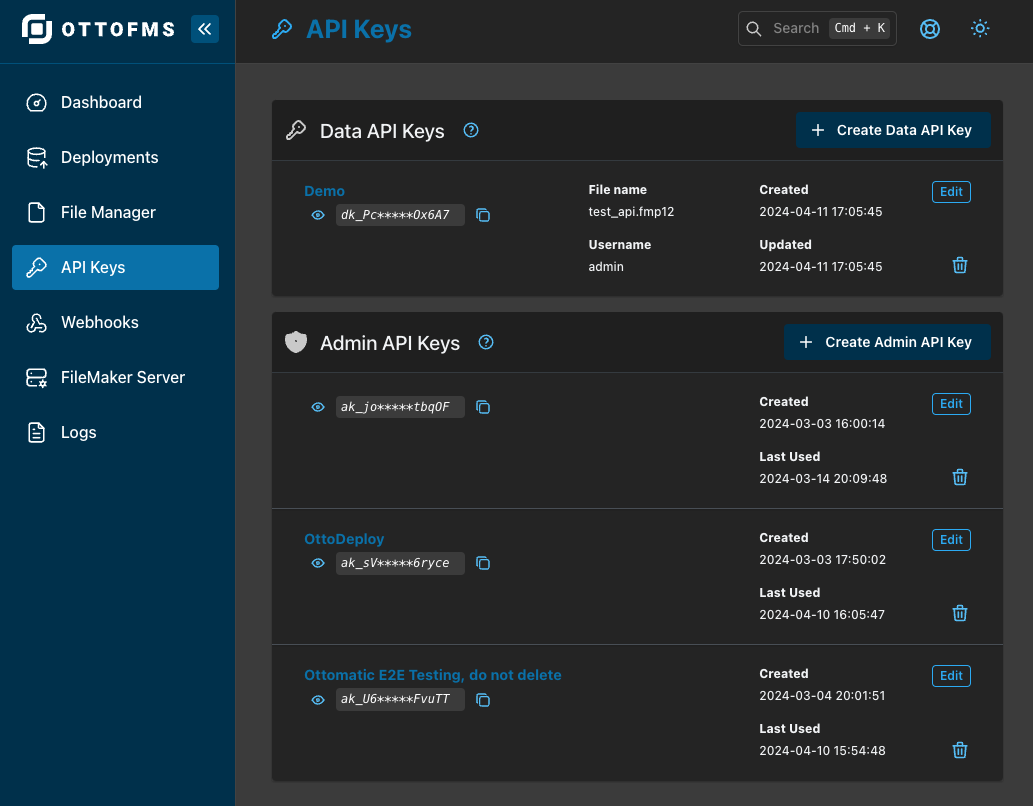 OTTOFMS
API Keys
Search Cmd + K
Dashboard
Deployments
File Manager
API Keys
Webhooks
FileMaker Server
Logs
Data API Keys
Create Data API Key
Demo
dk_Pc*****Ox6A7
File name
test_api.fmp12
Username
admin
Created
2024-04-11 17:05:45
Updated
2024-04-11 17:05:45
Edit
Admin API Keys
Create Admin API Key
ak_jo*****tbqOF
Created
2024-03-03 16:00:14
Last Used
2024-03-14 20:09:48
Edit
OttoDeploy
ak_sV*****6ryce
Created
2024-03-03 17:50:02
Last Used
2024-04-10 16:05:47
Edit
Ottomatic E2E Testing, do not delete
ak_U6*****FvuTT
Created
2024-03-04 20:01:51
Last Used
2024-04-10 15:54:48
Edit